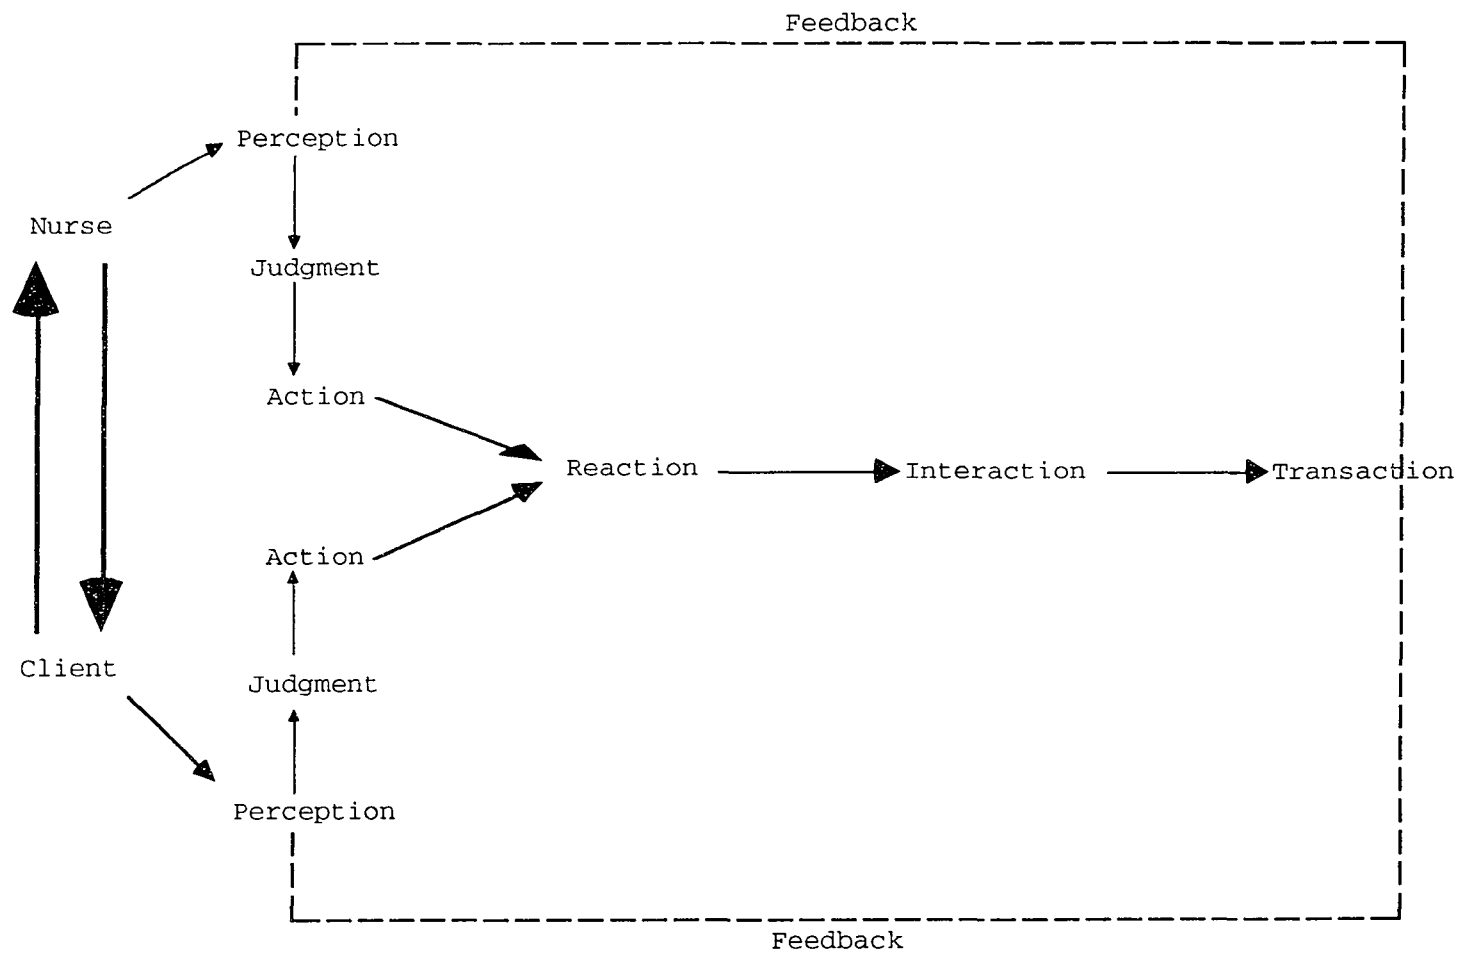 Feedback
Perception
Nurse
Judgment
Action
Reaction
Interaction
Transaction
Action
Client
Judgment
Perception
Feedback